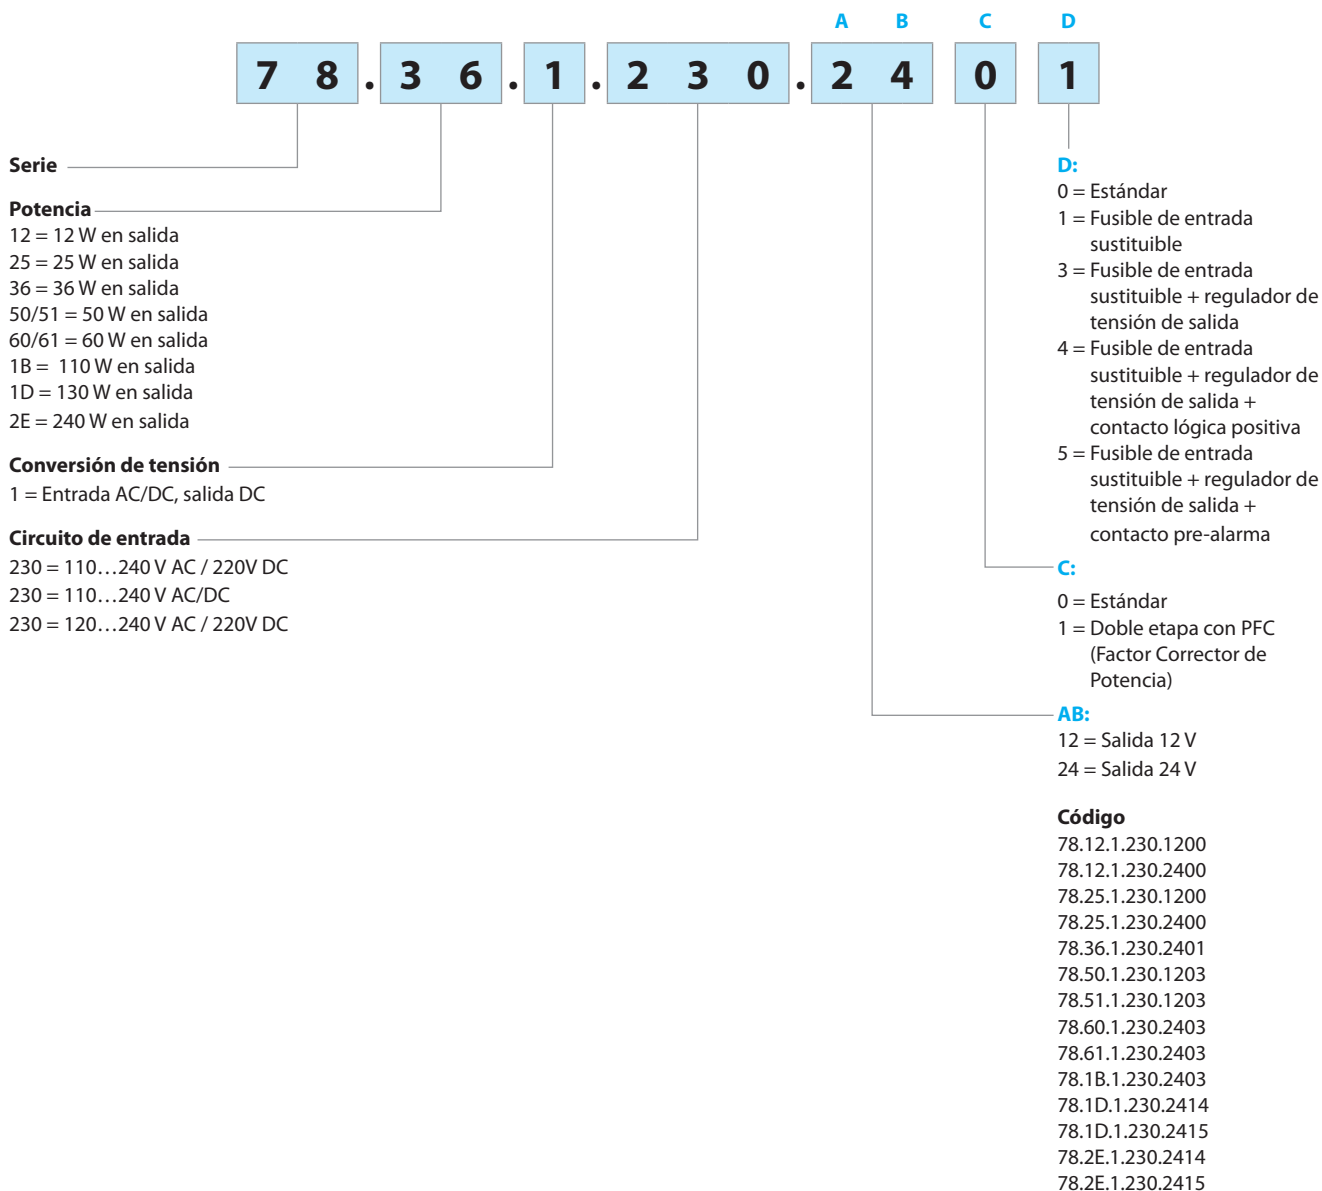 A B C D
7 8 . 3 6 . 1 . 2 3 0 . 2 4 0 1
Serie
Potencia
12 = 12 W en salida
25 = 25 W en salida
36 = 36 W en salida
50/51 = 50 W en salida
60/61 = 60 W en salida
1B = 110 W en salida
1D = 130 W en salida
2E = 240 W en salida
Conversión de tensión
1 = Entrada AC/DC, salida DC
Circuito de entrada
230 = 110…240 V AC / 220V DC
230 = 110…240 V AC/DC
230 = 120…240 V AC / 220V DC
D:
0 = Estándar
1 = Fusible de entrada
sustituible
3 = Fusible de entrada
sustituible + regulador de
tensión de salida
4 = Fusible de entrada
sustituible + regulador de
tensión de salida +
contacto lógica positiva
5 = Fusible de entrada
sustituible + regulador de
tensión de salida +
contacto pre-alarma
C:
0 = Estándar
1 = Doble etapa con PFC
(Factor Corrector de
Potencia)
AB:
12 = Salida 12 V
24 = Salida 24 V
Código
78.12.1.230.1200
78.12.1.230.2400
78.25.1.230.1200
78.25.1.230.2400
78.36.1.230.2401
78.50.1.230.1203
78.51.1.230.1203
78.60.1.230.2403
78.61.1.230.2403
78.1B.1.230.2403
78.1D.1.230.2414
78.1D.1.230.2415
78.2E.1.230.2414
78.2E.1.230.2415